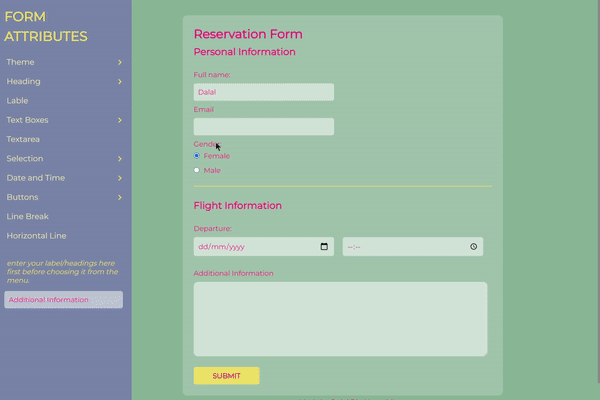 FORM
ATTRIBUTES
Theme
Heading
Lable
Text Boxes
Textarea
Selection
Date and Time
Buttons
Line Break
Horizontal Line
enter your label/headings here
first before choosing it from the
menu.
Additional Information
Reservation Form
Personal Information
Full name:
Dalal
Email
Gender
Female
Male
Flight Information
Departure:
dd/mm/yyyy
--:--
Additional Information
SUBMIT